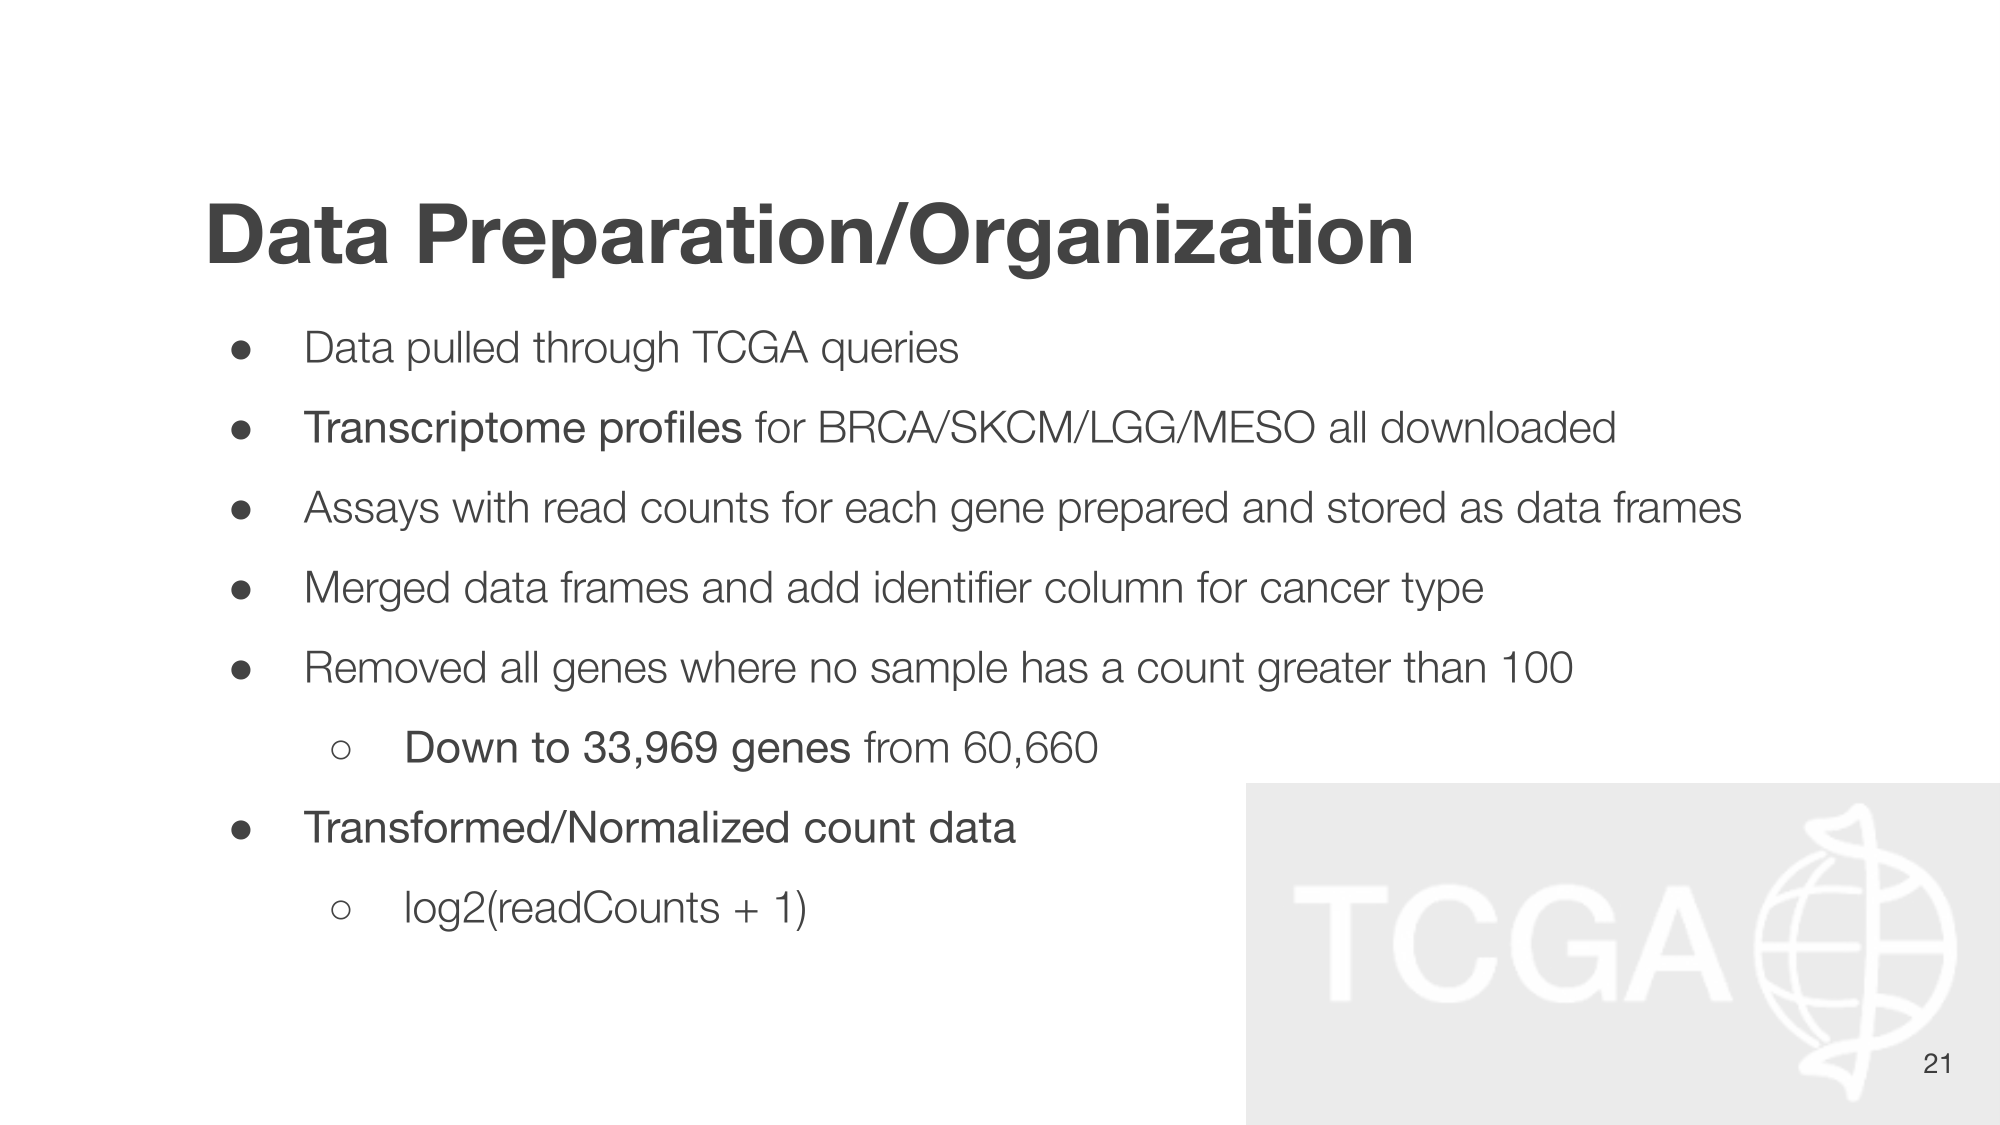 Data Preparation/Organization
● Data pulled through TCGA queries
● Transcriptome profiles for BRCA/SKCM/LGG/MESO all downloaded
● Assays with read counts for each gene prepared and stored as data frames
● Merged data frames and add identifier column for cancer type
● Removed all genes where no sample has a count greater than 100
○ Down to 33,969 genes from 60,660
● Transformed/Normalized count data
○ log2(readCounts + 1)
TCGA
21